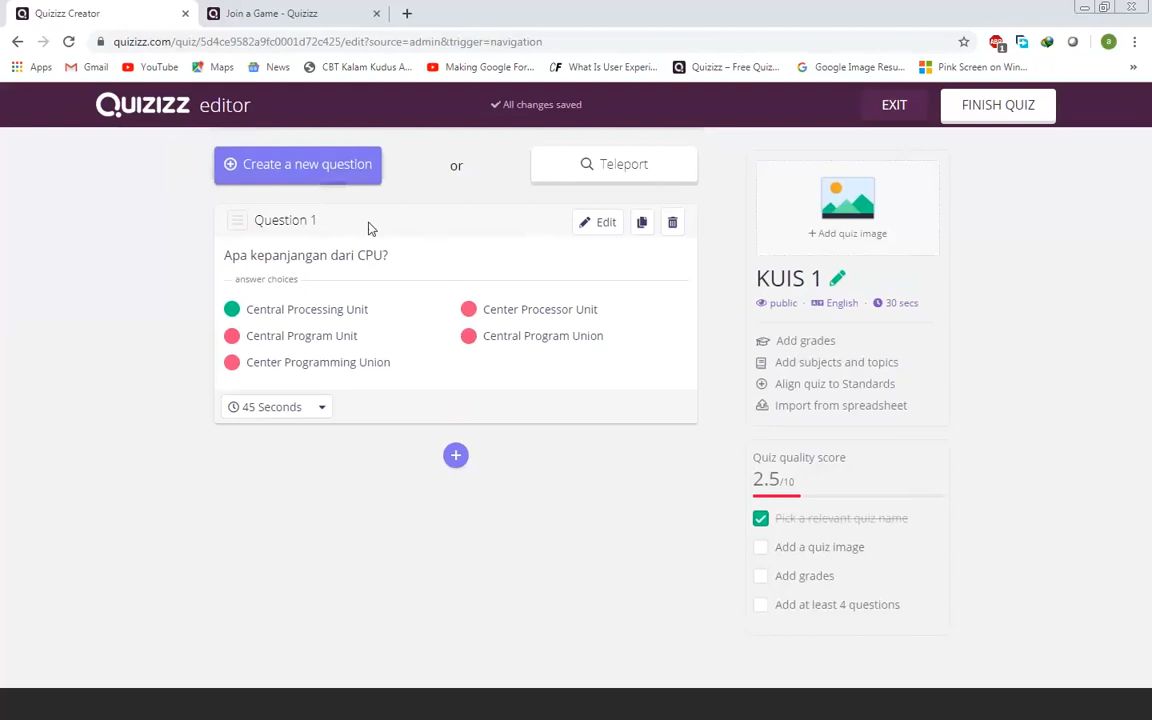 Quizizz Creator
Join a Game - Quizizz
quizizz.com/quiz/5d4ce9582a9fc0001d72c425/edit?source=admin&trigger=navigation
Apps
Gmail
YouTube
Maps
News
CBT Kalam Kudus A...
Making Google For...
What Is User Experi...
Quizizz – Free Quiz...
Google Image Resu...
Pink Screen on Win...
Quizizz editor
All changes saved
EXIT
FINISH QUIZ
Create a new question
or
Teleport
Question 1
Edit
Apa kepanjangan dari CPU?
answer choices
Central Processing Unit
Center Processor Unit
Central Program Unit
Central Program Union
Center Programming Union
45 Seconds
+ Add quiz image
KUIS 1
public · English · 30 secs
Add grades
Add subjects and topics
Align quiz to Standards
Import from spreadsheet
Quiz quality score
2.5/10
Pick a relevant quiz name
Add a quiz image
Add grades
Add at least 4 questions